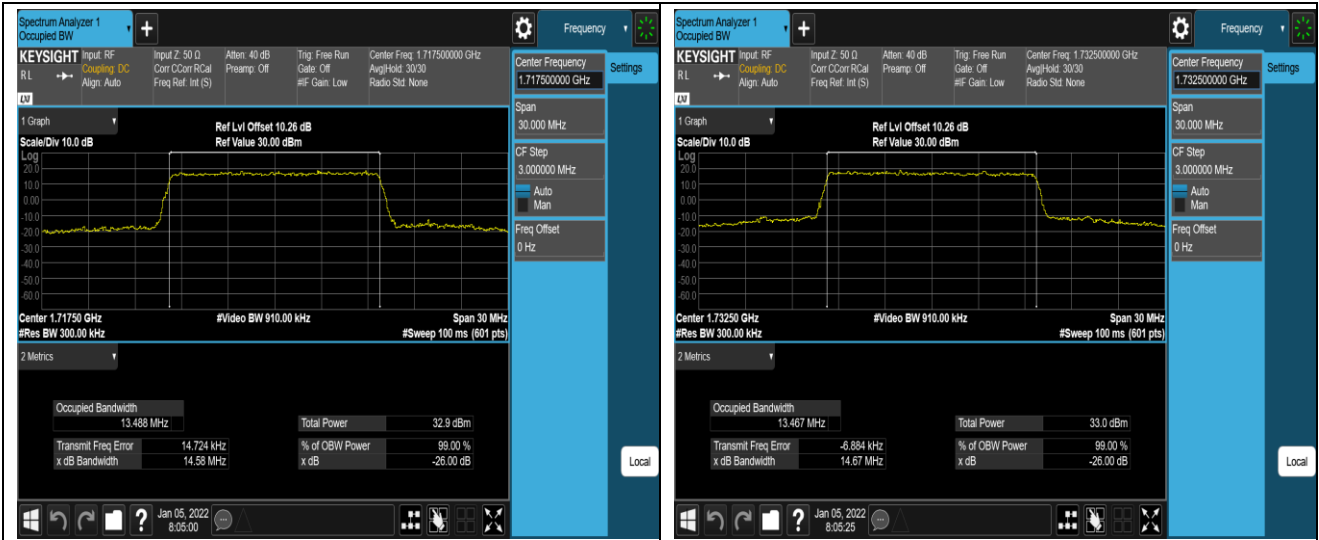 Spectrum Analyzer 1
Occupied BW
Frequency
KEYSIGHT Input: RF Input Z: 50 Ω Atten: 40 dB Trig: Free Run Center Freq: 1.717500000 GHz
Coupling: DC Corr CCorr RCal Preamp: Off Gate: Off Avg|Hold: 30/30
RL Align: Auto Freq Ref: Int (S) #IF Gain: Low Radio Std: None
LXI
1 Graph
Ref Lvl Offset 10.26 dB
Scale/Div 10.0 dB Ref Value 30.00 dBm
Log
20.0
10.0
0.00
-10.0
-20.0
-30.0
-40.0
-50.0
-60.0
Center 1.71750 GHz #Video BW 910.00 kHz Span 30 MHz
#Res BW 300.00 kHz #Sweep 100 ms (601 pts)
2 Metrics
Occupied Bandwidth
13.488 MHz Total Power 32.9 dBm
Transmit Freq Error 14.724 kHz % of OBW Power 99.00 %
x dB Bandwidth 14.58 MHz x dB -26.00 dB
Center Frequency
1.717500000 GHz
Settings
Span
30.000 MHz
CF Step
3.000000 MHz
Auto
Man
Freq Offset
0 Hz
Local
? Jan 05, 2022
8:05:00
Spectrum Analyzer 1
Occupied BW
Frequency
KEYSIGHT Input: RF Input Z: 50 Ω Atten: 40 dB Trig: Free Run Center Freq: 1.732500000 GHz
Coupling: DC Corr CCorr RCal Preamp: Off Gate: Off Avg|Hold: 30/30
RL Align: Auto Freq Ref: Int (S) #IF Gain: Low Radio Std: None
LXI
1 Graph
Ref Lvl Offset 10.26 dB
Scale/Div 10.0 dB Ref Value 30.00 dBm
Log
20.0
10.0
0.00
-10.0
-20.0
-30.0
-40.0
-50.0
-60.0
Center 1.73250 GHz #Video BW 910.00 kHz Span 30 MHz
#Res BW 300.00 kHz #Sweep 100 ms (601 pts)
2 Metrics
Occupied Bandwidth
13.467 MHz Total Power 33.0 dBm
Transmit Freq Error -6.884 kHz % of OBW Power 99.00 %
x dB Bandwidth 14.67 MHz x dB -26.00 dB
Center Frequency
1.732500000 GHz
Settings
Span
30.000 MHz
CF Step
3.000000 MHz
Auto
Man
Freq Offset
0 Hz
Local
? Jan 05, 2022
8:05:25